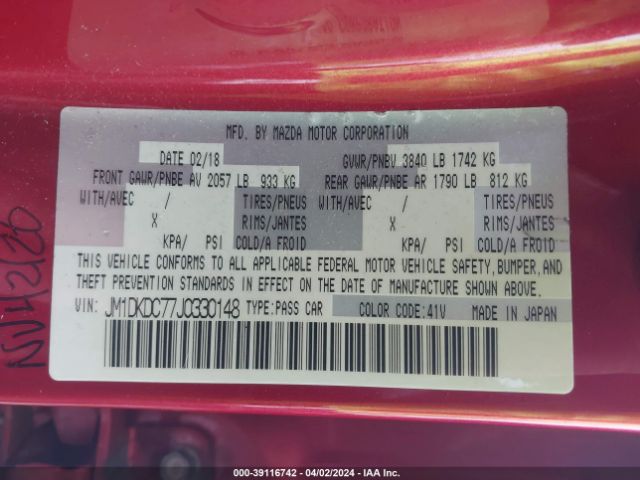 MFD. BY MAZDA MOTOR CORPORATION
DATE 02/18 GVWR/PNBV 3840 LB 1742 KG
FRONT GAWR/PNBE AV 2057 LB 933 KG REAR GAWR/PNBE AR 1790 LB 812 KG
WITH/AVEC / TIRES/PNEUS WITH/AVEC / TIRES/PNEUS
X RIMS/JANTES X RIMS/JANTES
KPA/ PSI COLD/A FROID KPA/ PSI COLD/A FROID
THIS VEHICLE CONFORMS TO ALL APPLICABLE FEDERAL MOTOR VEHICLE SAFETY, BUMPER, AND
THEFT PREVENTION STANDARDS IN EFFECT ON THE DATE OF MANUFACTURE SHOWN ABOVE.
VIN: JM1DKDC77J0330148 TYPE: PASS CAR COLOR CODE: 41V MADE IN JAPAN
000-39116742 - 04/02/2024 - IAA Inc.